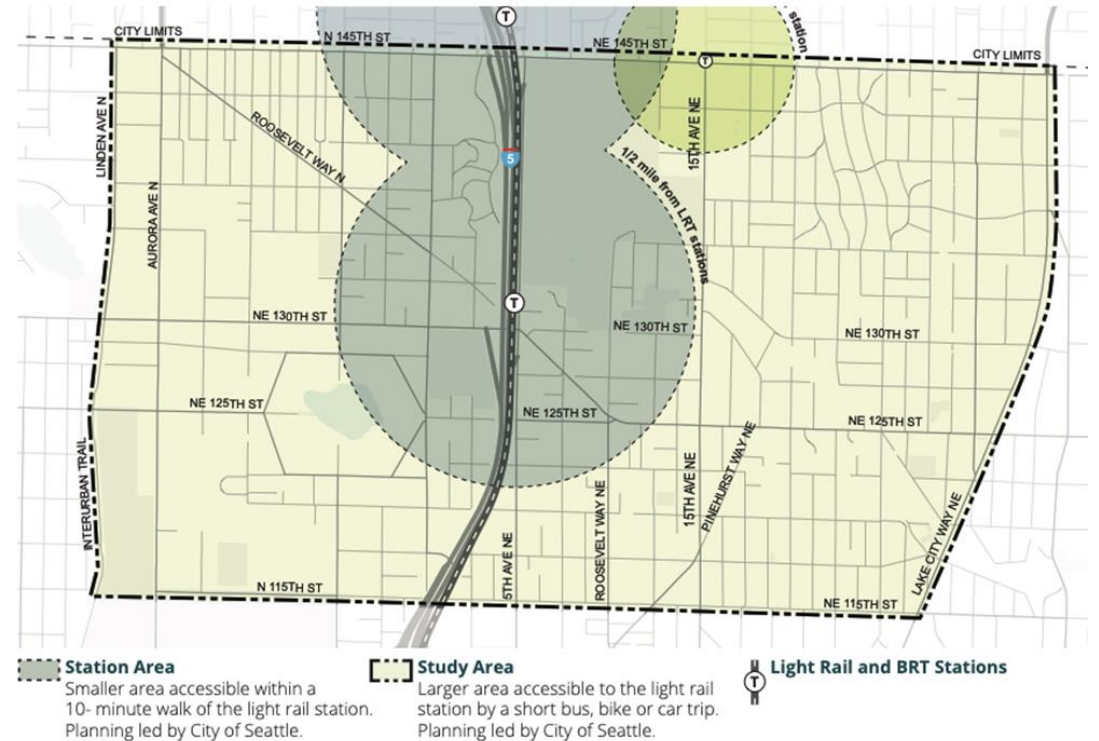 CITY LIMITS
N 145TH ST
NE 145TH ST
station
CITY LIMITS
T
T
LINDEN AVE N
ROOSEVELT WAY N
5
15TH AVE NE
1/2 mile from LRT stations
AURORA AVE N
T
NE 130TH ST
NE 130TH ST
NE 130TH ST
NE 125TH ST
NE 125TH ST
NE 125TH ST
INTERURBAN TRAIL
5TH AVE NE
ROOSEVELT WAY NE
15TH AVE NE
PINEHURST WAY NE
LAKE CITY WAY NE
N 115TH ST
NE 115TH ST
Station Area
Smaller area accessible within a
10- minute walk of the light rail station.
Planning led by City of Seattle.
Study Area
Larger area accessible to the light rail
station by a short bus, bike or car trip.
Planning led by City of Seattle.
T
Light Rail and BRT Stations